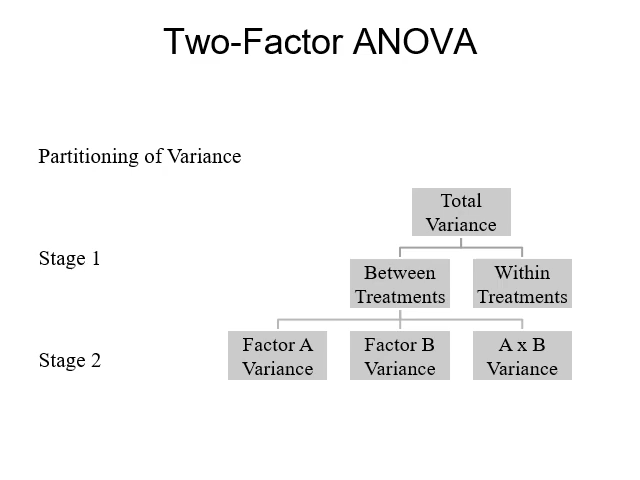 Two-Factor ANOVA
Partitioning of Variance
Total
Variance
Stage 1
Between
Treatments
Within
Treatments
Stage 2
Factor A
Variance
Factor B
Variance
A x B
Variance